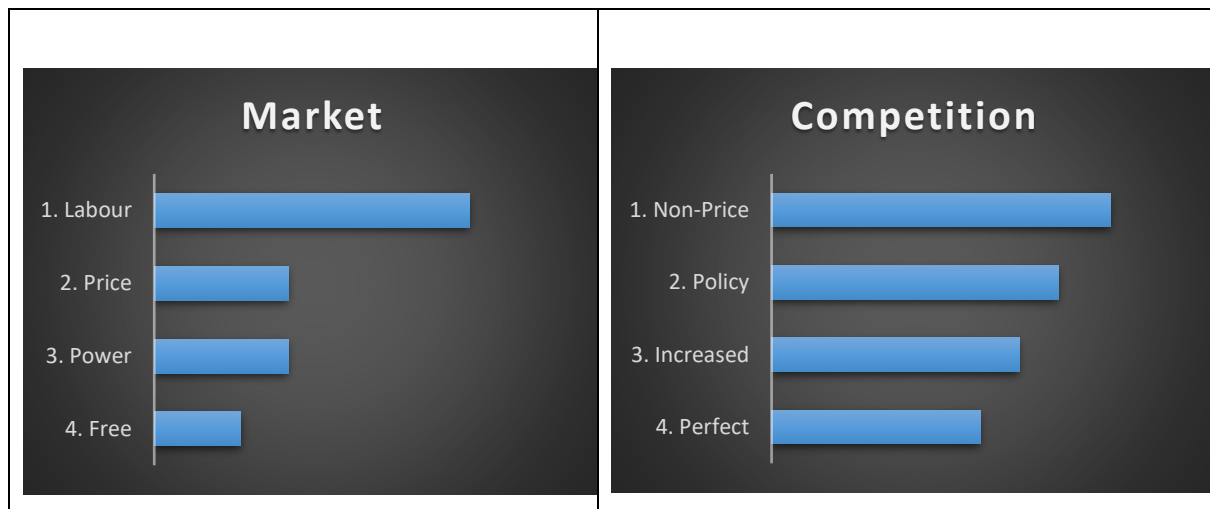 Market
1. Labour
2. Price
3. Power
4. Free
Competition
1. Non-Price
2. Policy
3. Increased
4. Perfect